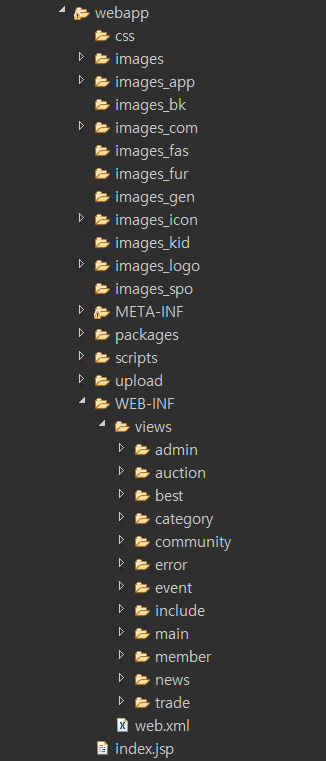 webapp
css
images
images_app
images_bk
images_com
images_fas
images_fur
images_gen
images_icon
images_kid
images_logo
images_spo
META-INF
packages
scripts
upload
WEB-INF
views
admin
auction
best
category
community
error
event
include
main
member
news
trade
web.xml
index.jsp